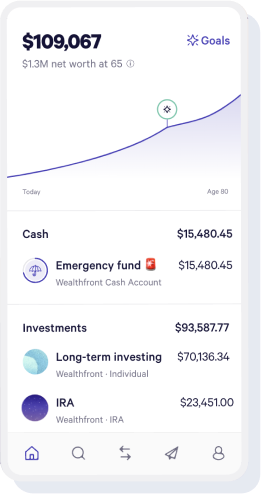 $109,067
Goals
$1.3M net worth at 65
Today
Age 80
Cash $15,480.45
Emergency fund $15,480.45
Wealthfront Cash Account
Investments $93,587.77
Long-term investing $70,136.34
Wealthfront · Individual
IRA $23,451.00
Wealthfront · IRA